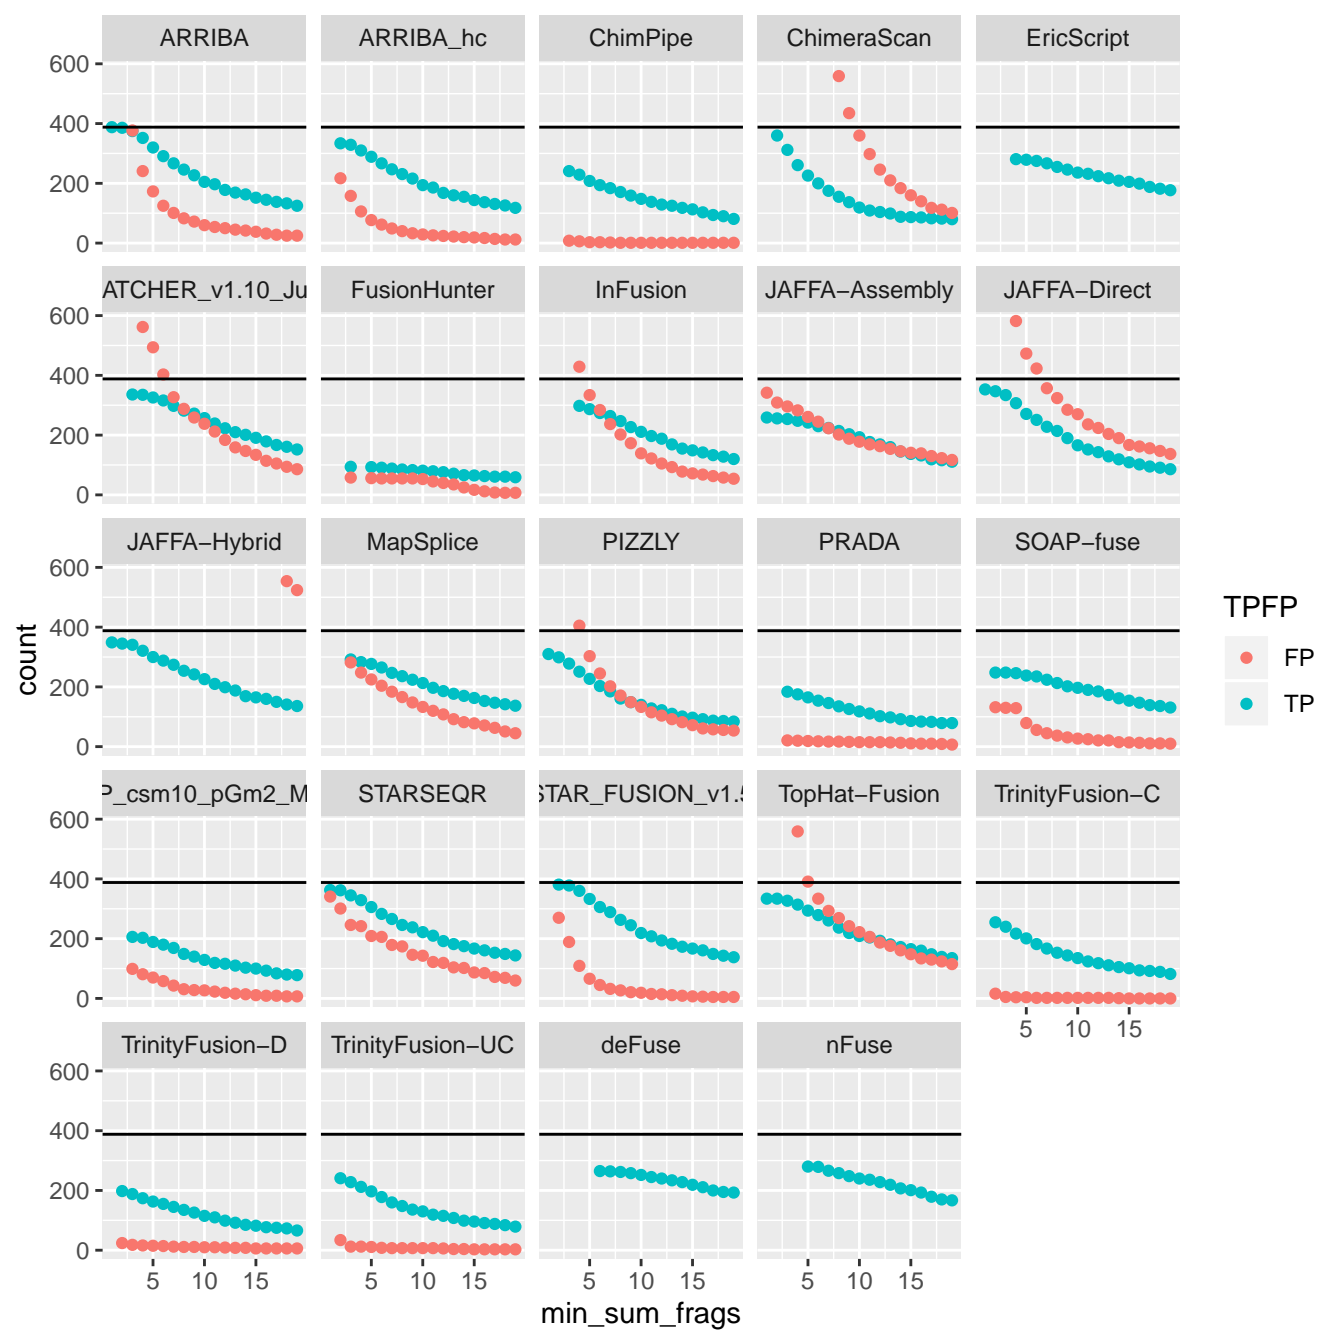 ARRIBA ARRIBA_hc ChimPipe ChimeraScan EricScript
600
400
200
0
ATCHER_v1.10_Ju FusionHunter InFusion JAFFA−Assembly JAFFA−Direct
600
400
200
0
JAFFA−Hybrid MapSplice PIZZLY PRADA SOAP−fuse
600
400
200
0
count
TPFP
FP
TP
P_csm10_pGm2_M STARSEQR STAR_FUSION_v1.5 TopHat−Fusion TrinityFusion−C
600
400
200
0
5 10 15
TrinityFusion−D TrinityFusion−UC deFuse nFuse
600
400
200
0
5 10 15 5 10 15 5 10 15 5 10 15
min_sum_frags